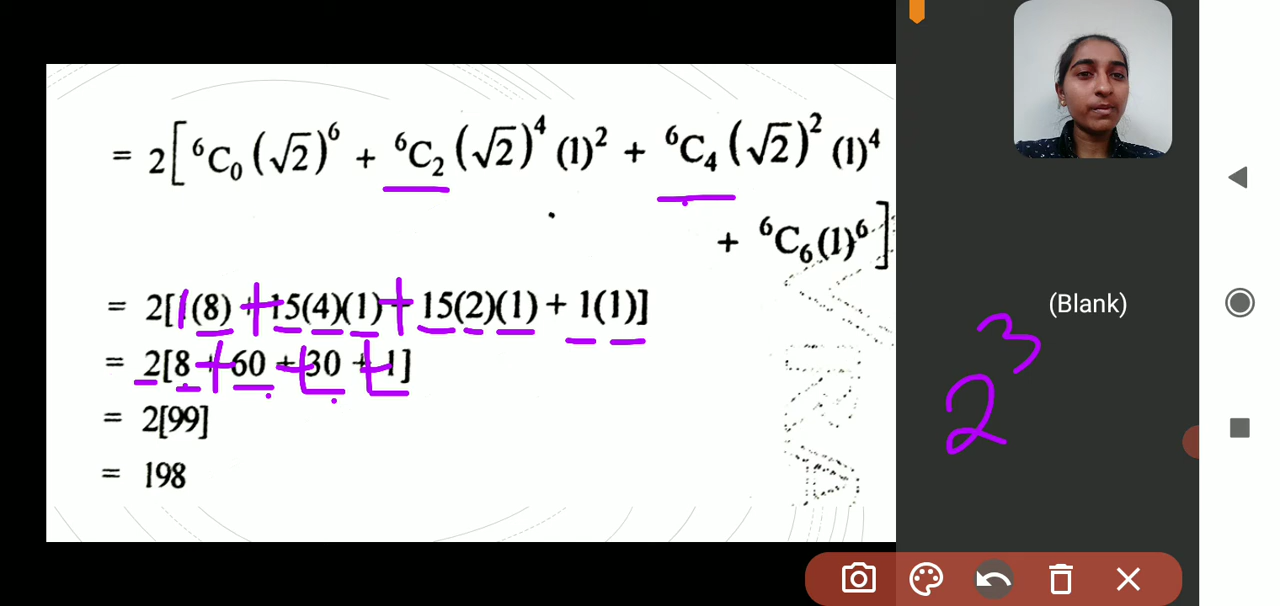 = 2[⁶C₀(√2)⁶ + ⁶C₂(√2)⁴(1)² + ⁶C₄(√2)²(1)⁴
+ ⁶C₆(1)⁶]
= 2[1(8) + 15(4)(1) + 15(2)(1) + 1(1)]
= 2[8 + 60 + 30 + 1]
= 2[99]
= 198
(Blank)
2³